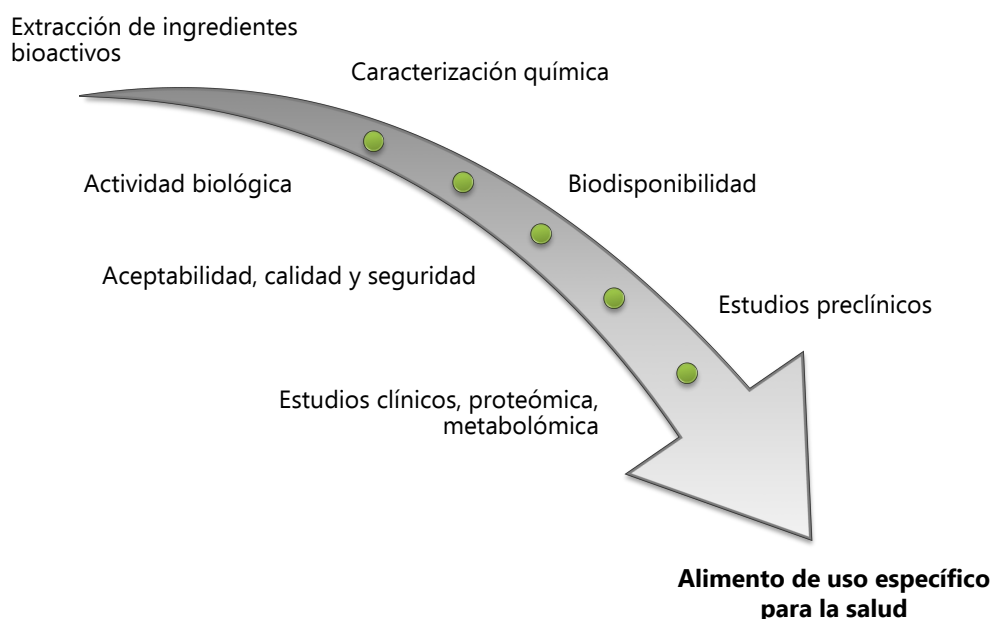 Extracción de ingredientes
bioactivos
Caracterización química
Actividad biológica
Biodisponibilidad
Aceptabilidad, calidad y seguridad
Estudios preclínicos
Estudios clínicos, proteómica,
metabolómica
Alimento de uso específico
para la salud